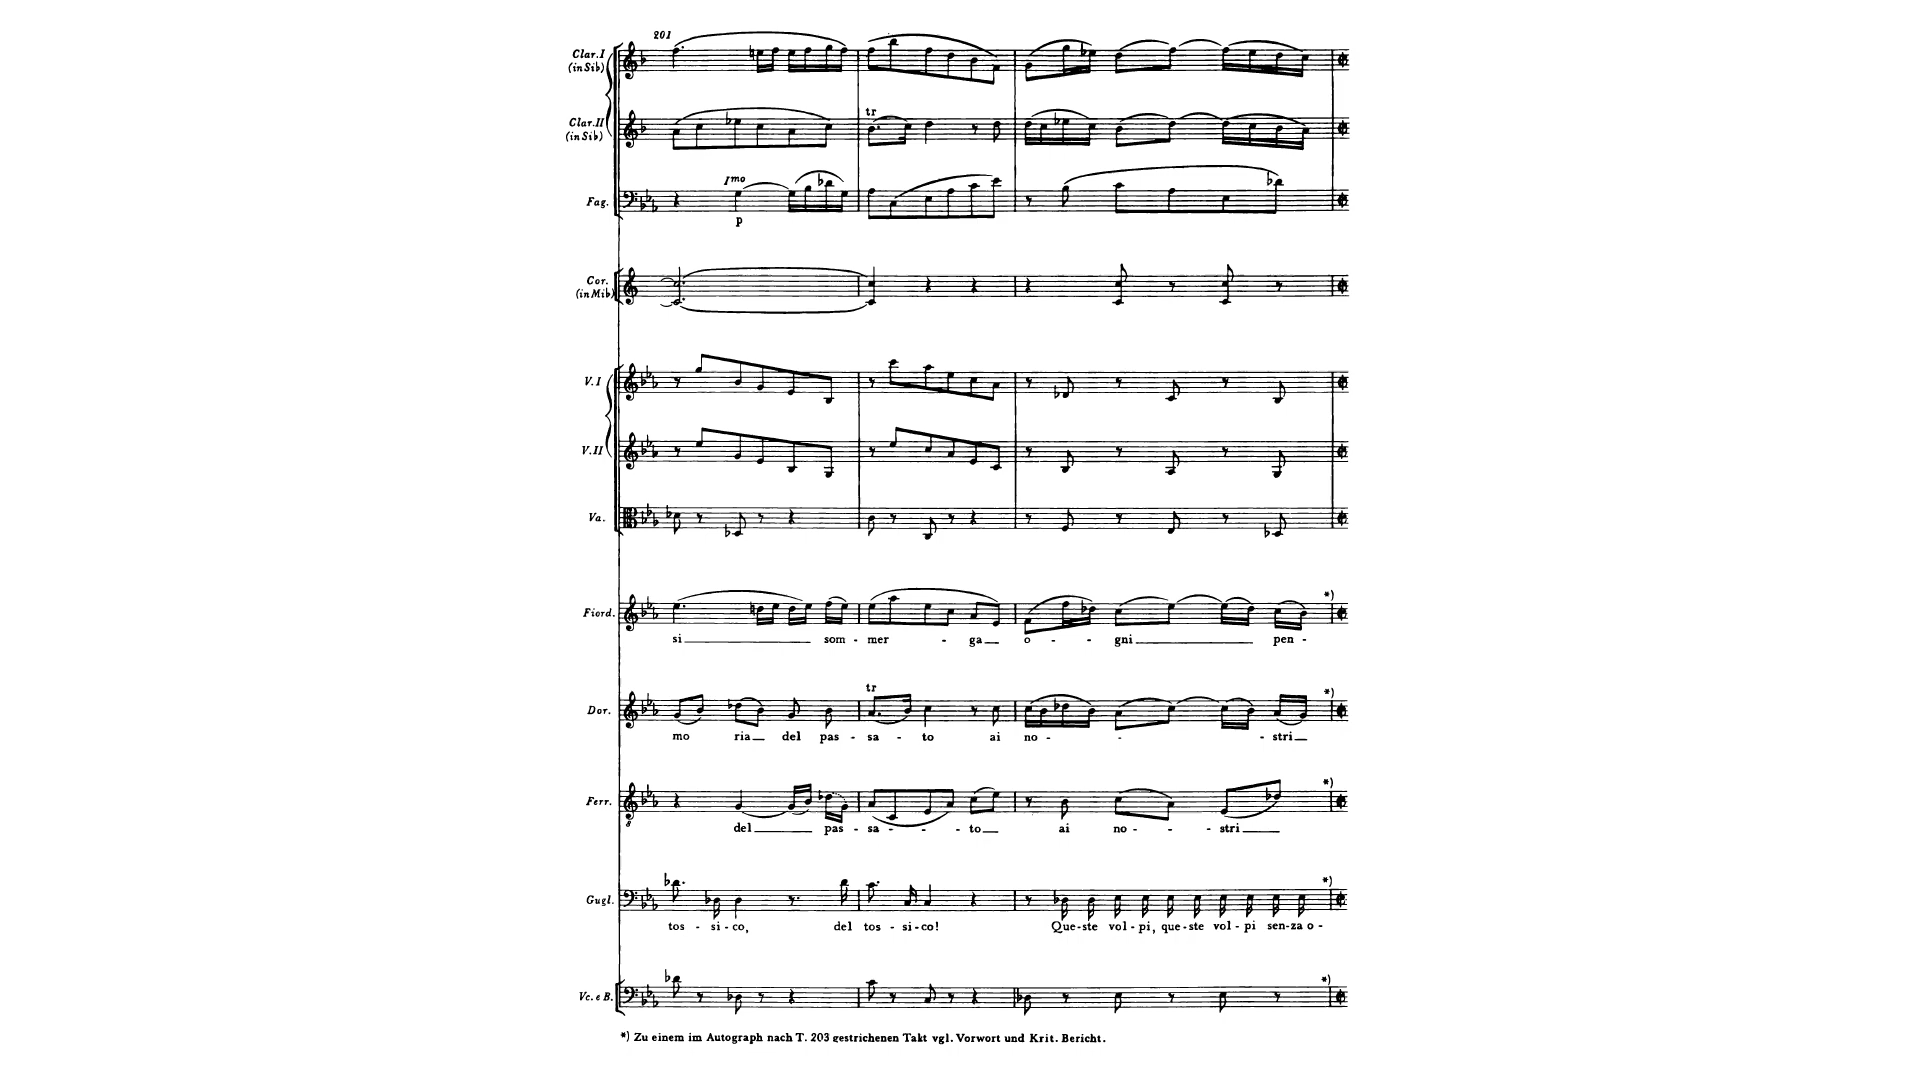 201
Clar.I
(in Sib)
Clar.II
(in Sib)
tr
Imo
Fag.
p
Cor.
(in Mib)
V.I
V.II
Va.
*)
Fiord.
si som - mer - ga o - - gni pen -
tr
*)
Dor.
mo ria del pas - sa - to ai no - - - stri
*)
Ferr.
8
del pas - sa - - - to ai no - - - stri
*)
Gugl.
tos - si - co, del tos - si - co! Que - ste vol - pi, que - ste vol - pi sen - za o -
*)
Vc. e B.
*) Zu einem im Autograph nach T. 203 gestrichenen Takt vgl. Vorwort und Krit. Bericht.